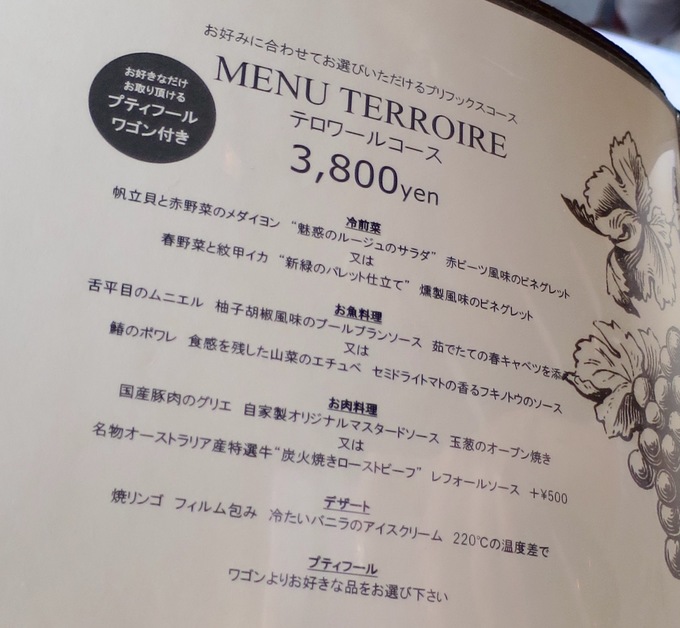 お好みに合わせてお選びいただけるプリフックスコース
お好きなだけ
お取り頂ける
プティフール
ワゴン付き
MENU TERROIRE
テロワールコース
3,800yen
冷前菜
帆立貝と赤野菜のメダイヨン “魅惑のルージュのサラダ” 赤ビーツ風味のビネグレット
又は
春野菜と紋甲イカ “新緑のパレット仕立て” 燻製風味のビネグレット
お魚料理
舌平目のムニエル 柚子胡椒風味のブールブランソース 茹でたての春キャベツを添え
又は
鰆のポワレ 食感を残した山菜のエチュベ セミドライトマトの香るフキノトウのソース
お肉料理
国産豚肉のグリエ 自家製オリジナルマスタードソース 玉葱のオーブン焼き
又は
名物オーストラリア産特選牛“炭火焼きローストビーフ” レフォールソース +¥500
デザート
焼リンゴ フィルム包み 冷たいバニラのアイスクリーム 220℃の温度差で
プティフール
ワゴンよりお好きな品をお選び下さい